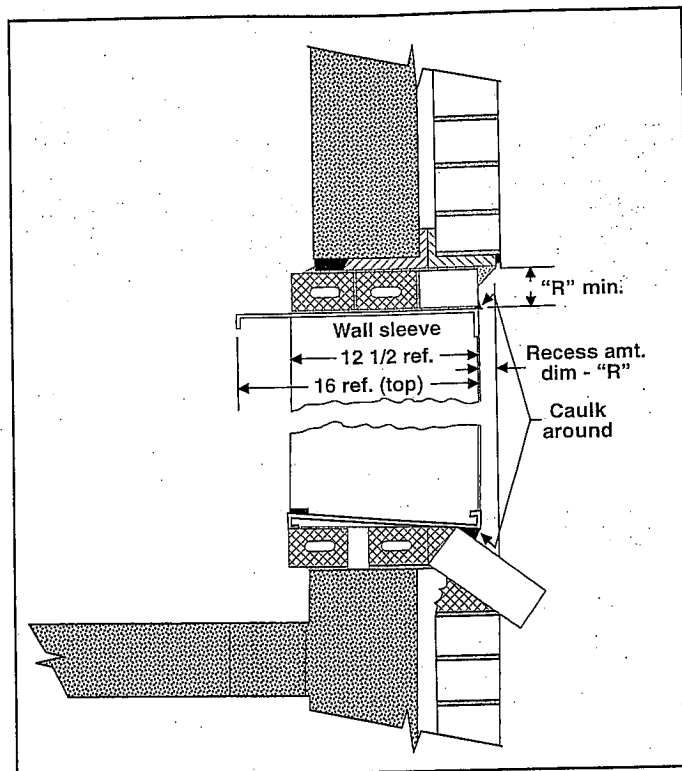 "R" min.
Wall sleeve
12 1/2 ref.
Recess amt.
dim - "R"
16 ref. (top)
Caulk
around